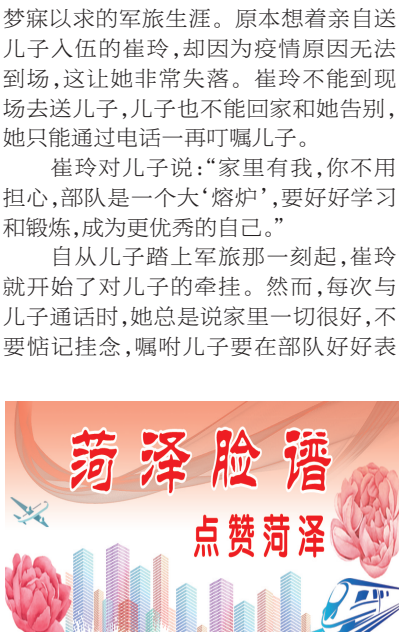 梦寐以求的军旅生涯。原本想着亲自送
儿子入伍的崔玲,却因为疫情原因无法
到场,这让她非常失落。崔玲不能到现
场去送儿子,儿子也不能回家和她告别,
她只能通过电话一再叮嘱儿子。
崔玲对儿子说:“家里有我,你不用
担心,部队是一个大‘熔炉’,要好好学习
和锻炼,成为更优秀的自己。”
自从儿子踏上军旅那一刻起,崔玲
就开始了对儿子的牵挂。然而,每次与
儿子通话时,她总是说家里一切很好,不
要惦记挂念,嘱咐儿子要在部队好好表
菏泽脸谱
点赞菏泽